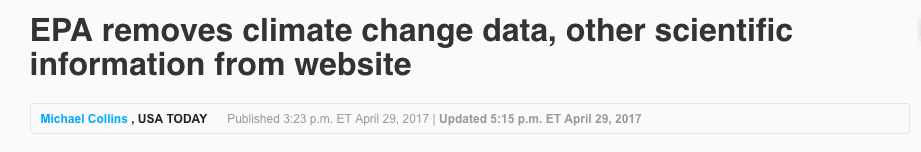 EPA removes climate change data, other scientific
information from website
Michael Collins , USA TODAY Published 3:23 p.m. ET April 29, 2017 | Updated 5:15 p.m. ET April 29, 2017